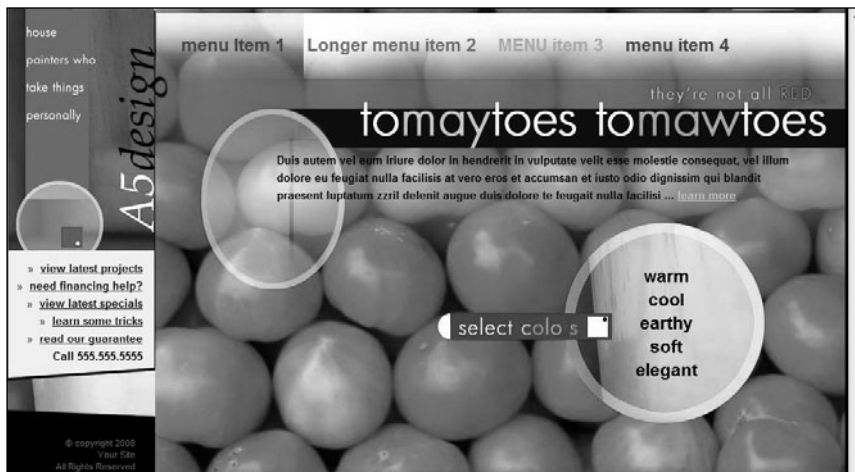 house
painters who
take things
personally
A5design
» view latest projects
» need financing help?
» view latest specials
» learn some tricks
» read our guarantee
Call 555.555.5555
© copyright 2008
Your Site
All Rights Reserved
menu Item 1 Longer menu item 2 MENU item 3 menu item 4
they're not all RED
tomaytoes tomawtoes
Duis autem vel eum iriure dolor in hendrerit in vulputate velit esse molestie consequat, vel illum
dolore eu feugiat nulla facilisis at vero eros et accumsan et iusto odio dignissim qui blandit
praesent luptatum zzril delenit augue duis dolore te feugait nulla facilisi ... learn more
select colors
warm
cool
earthy
soft
elegant